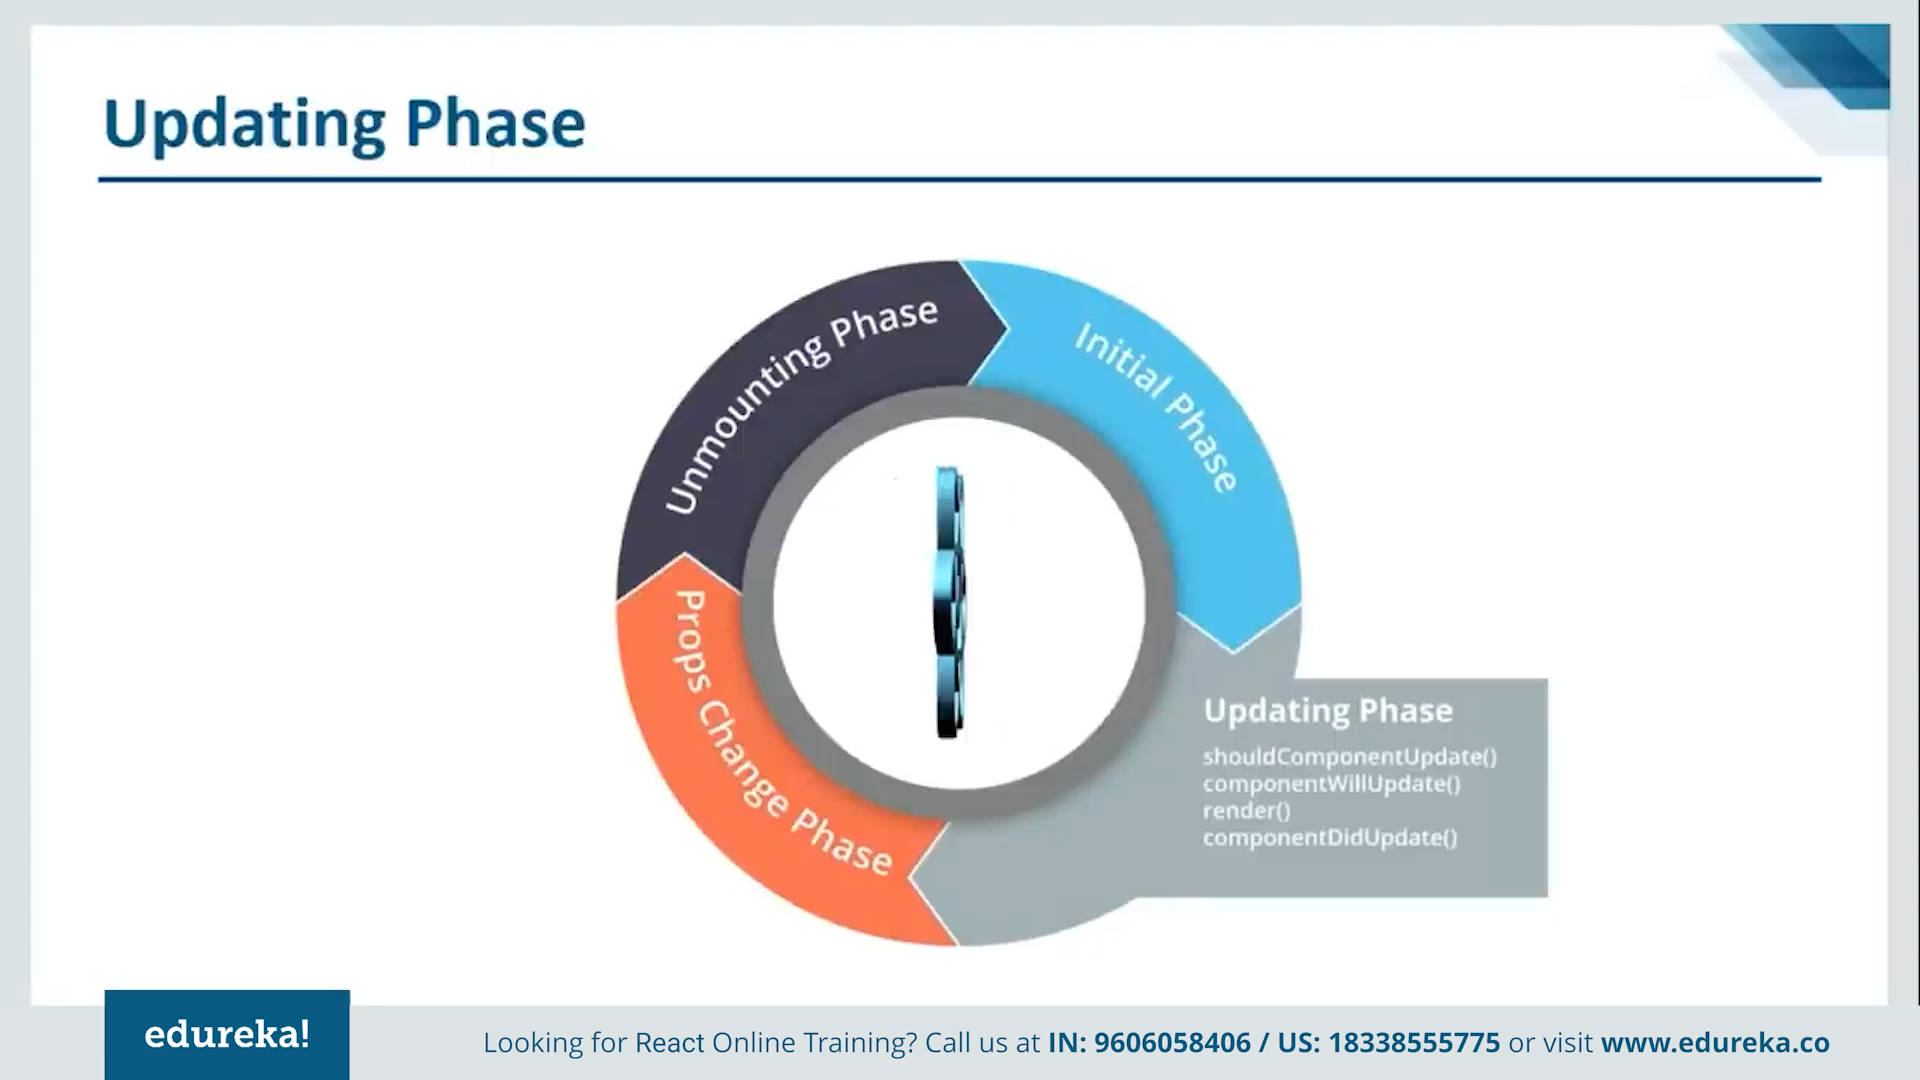 Updating Phase
Unmounting Phase
Initial Phase
Props Change Phase
Updating Phase
shouldComponentUpdate()
componentWillUpdate()
render()
componentDidUpdate()
edureka!
Looking for React Online Training? Call us at IN: 9606058406 / US: 18338555775 or visit www.edureka.co